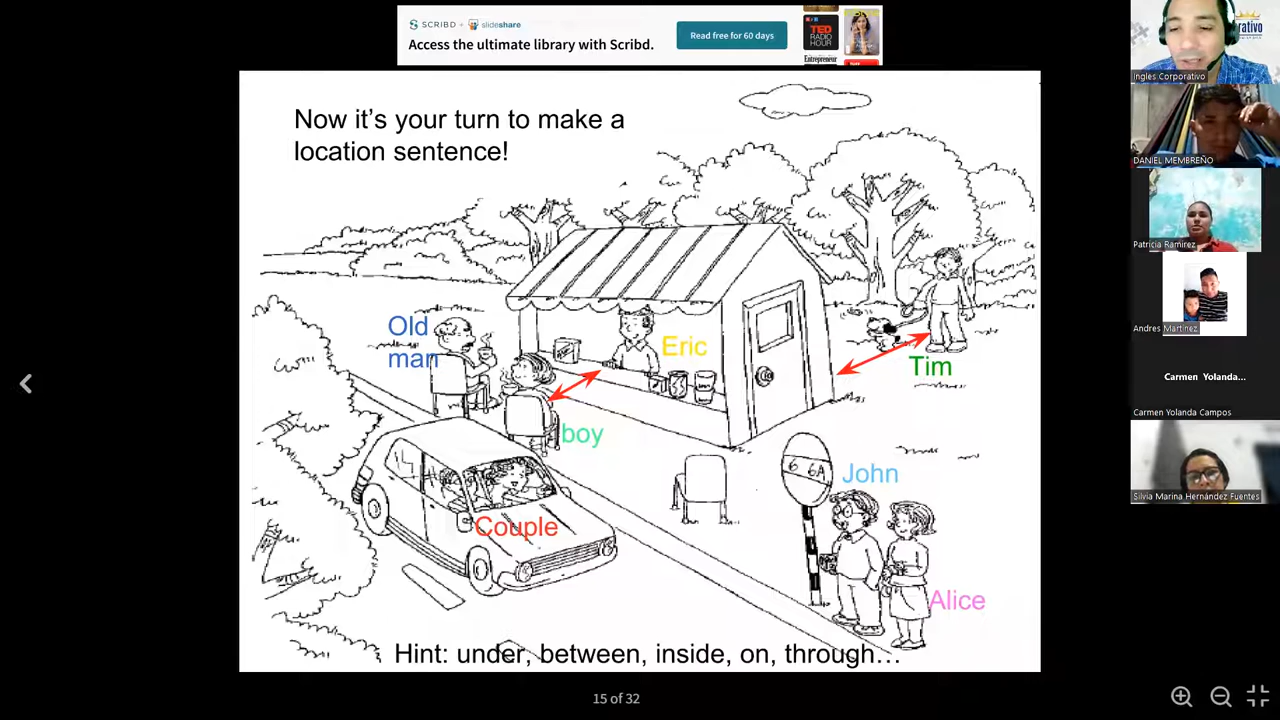 SCRIBD + slideshare
Access the ultimate library with Scribd.
Read free for 60 days
TED
RADIO
HOUR
Entrepreneur
Now it's your turn to make a
location sentence!
Old
man
Eric
Tim
boy
6 6A
John
Couple
Alice
Hint: under, between, inside, on, through...
15 of 32
Ingles Corporativo
DANIEL MEMBREÑO
Patricia Ramirez
Andres Martinez
Carmen Yolanda...
Carmen Yolanda Campos
Silvia Marina Hernández Fuentes